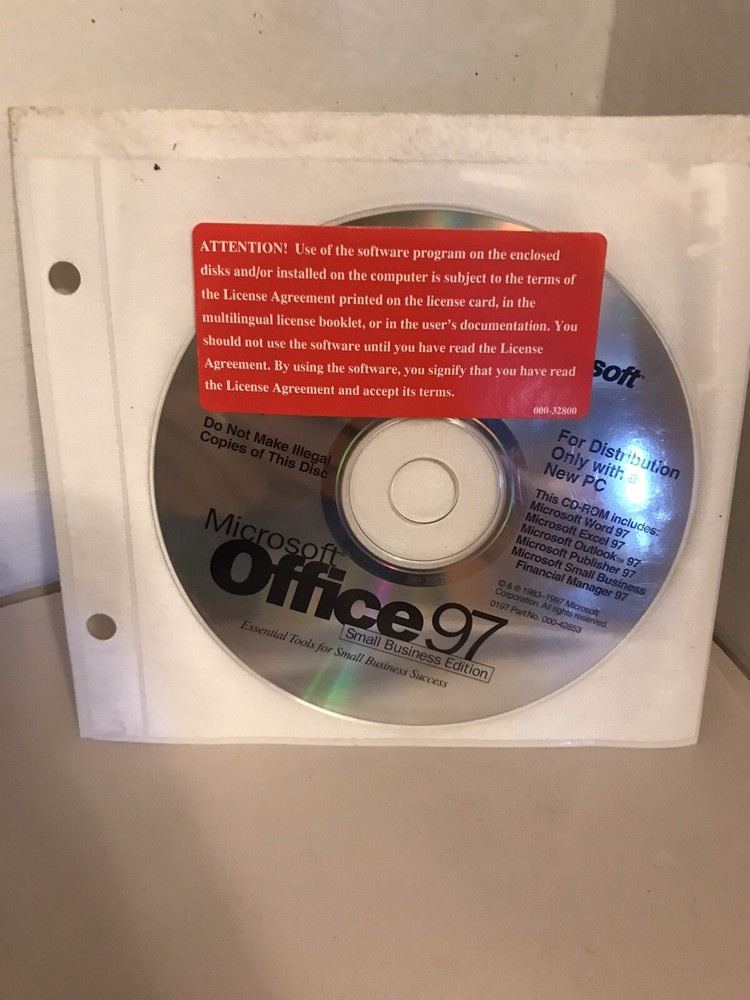 ATTENTION! Use of the software program on the enclosed
disks and/or installed on the computer is subject to the terms of
the License Agreement printed on the license card, in the
multilingual license booklet, or in the user's documentation. You
should not use the software until you have read the License
Agreement. By using the software, you signify that you have read
the License Agreement and accept its terms.
000-32800
soft
Do Not Make Illegal
Copies of This Disc
For Distribution
Only with a
New PC
This CD-ROM includes:
Microsoft Word 97
Microsoft Excel 97
Microsoft Outlook™ 97
Microsoft Publisher 97
Microsoft Small Business
Financial Manager 97
© & ℗ 1983-1997 Microsoft
Corporation. All rights reserved.
0197 Part No. 000-42853
Microsoft®
Office 97
Small Business Edition
Essential Tools for Small Business Success